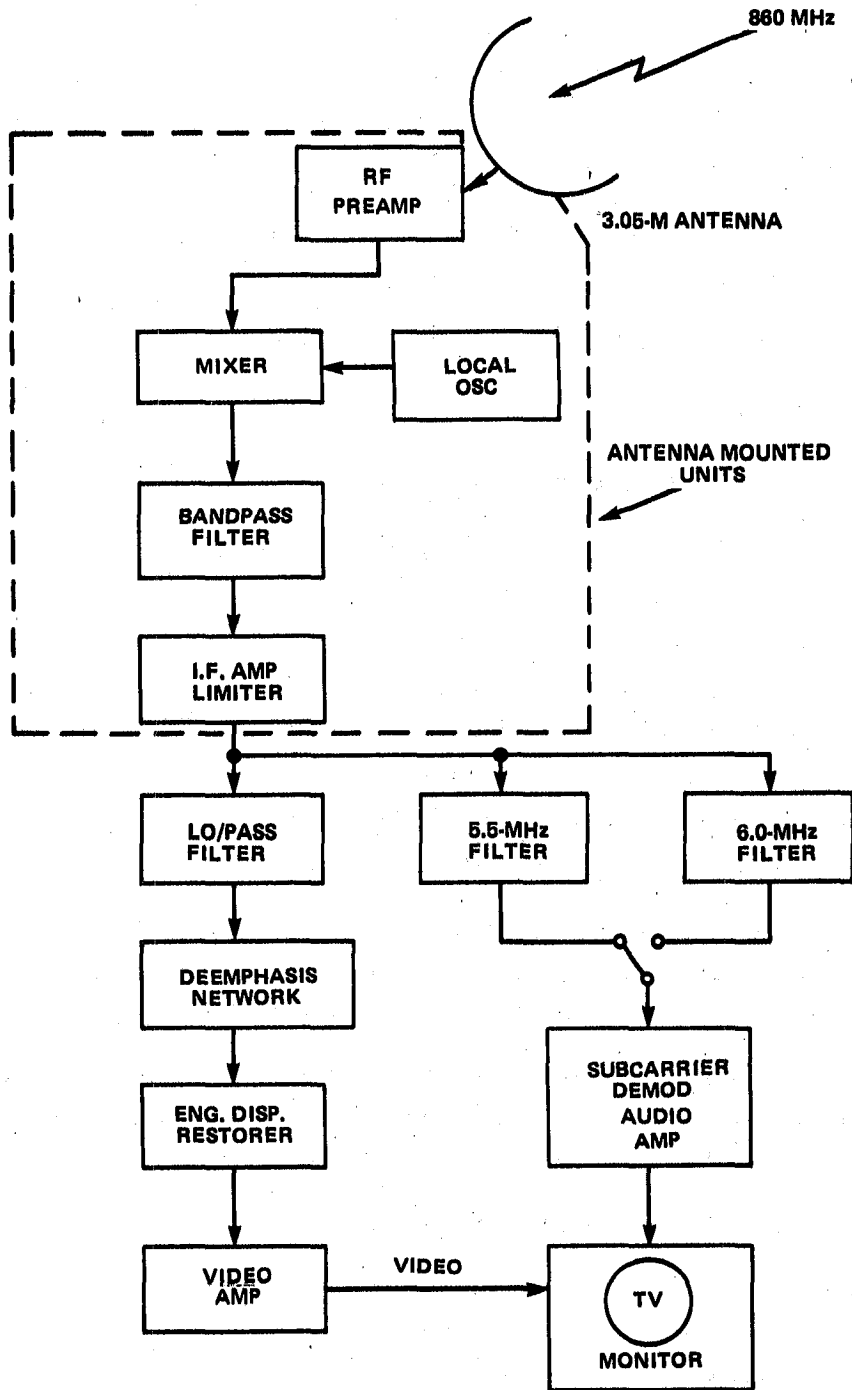 860 MHz
RF
PREAMP
3.05-M ANTENNA
MIXER
LOCAL
OSC
ANTENNA MOUNTED
UNITS
BANDPASS
FILTER
I.F. AMP
LIMITER
LO/PASS
FILTER
5.5-MHz
FILTER
6.0-MHz
FILTER
DEEMPHASIS
NETWORK
SUBCARRIER
DEMOD
AUDIO
AMP
ENG. DISP.
RESTORER
VIDEO
AMP
VIDEO
TV
MONITOR